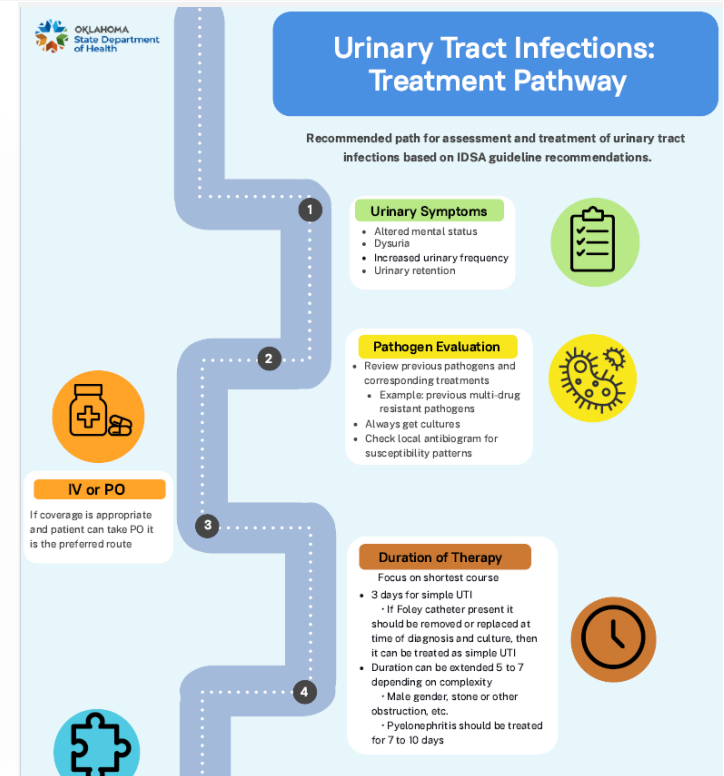 OKLAHOMA
State Department
of Health
Urinary Tract Infections:
Treatment Pathway
Recommended path for assessment and treatment of urinary tract
infections based on IDSA guideline recommendations.
1
Urinary Symptoms
• Altered mental status
• Dysuria
• Increased urinary frequency
• Urinary retention
2
Pathogen Evaluation
• Review previous pathogens and
corresponding treatments
• Example: previous multi-drug
resistant pathogens
• Always get cultures
• Check local antibiogram for
susceptibility patterns
3
IV or PO
If coverage is appropriate
and patient can take PO it
is the preferred route
4
Duration of Therapy
Focus on shortest course
• 3 days for simple UTI
• If Foley catheter present it
should be removed or replaced at
time of diagnosis and culture, then
it can be treated as simple UTI
• Duration can be extended 5 to 7
depending on complexity
• Male gender, stone or other
obstruction, etc.
• Pyelonephritis should be treated
for 7 to 10 days